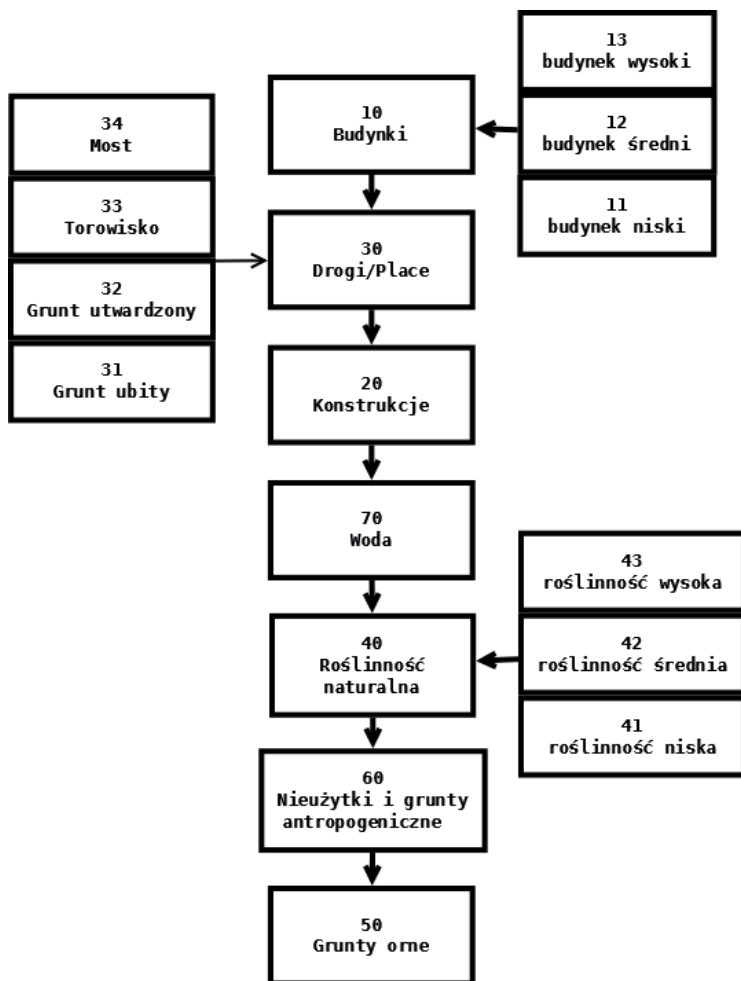 13
budynek wysoki
12
budynek średni
11
budynek niski
10
Budynki
34
Most
33
Torowisko
32
Grunt utwardzony
31
Grunt ubity
30
Drogi/Place
20
Konstrukcje
70
Woda
43
roślinność wysoka
42
roślinność średnia
41
roślinność niska
40
Roślinność
naturalna
60
Nieużytki i grunty
antropogeniczne
50
Grunty orne